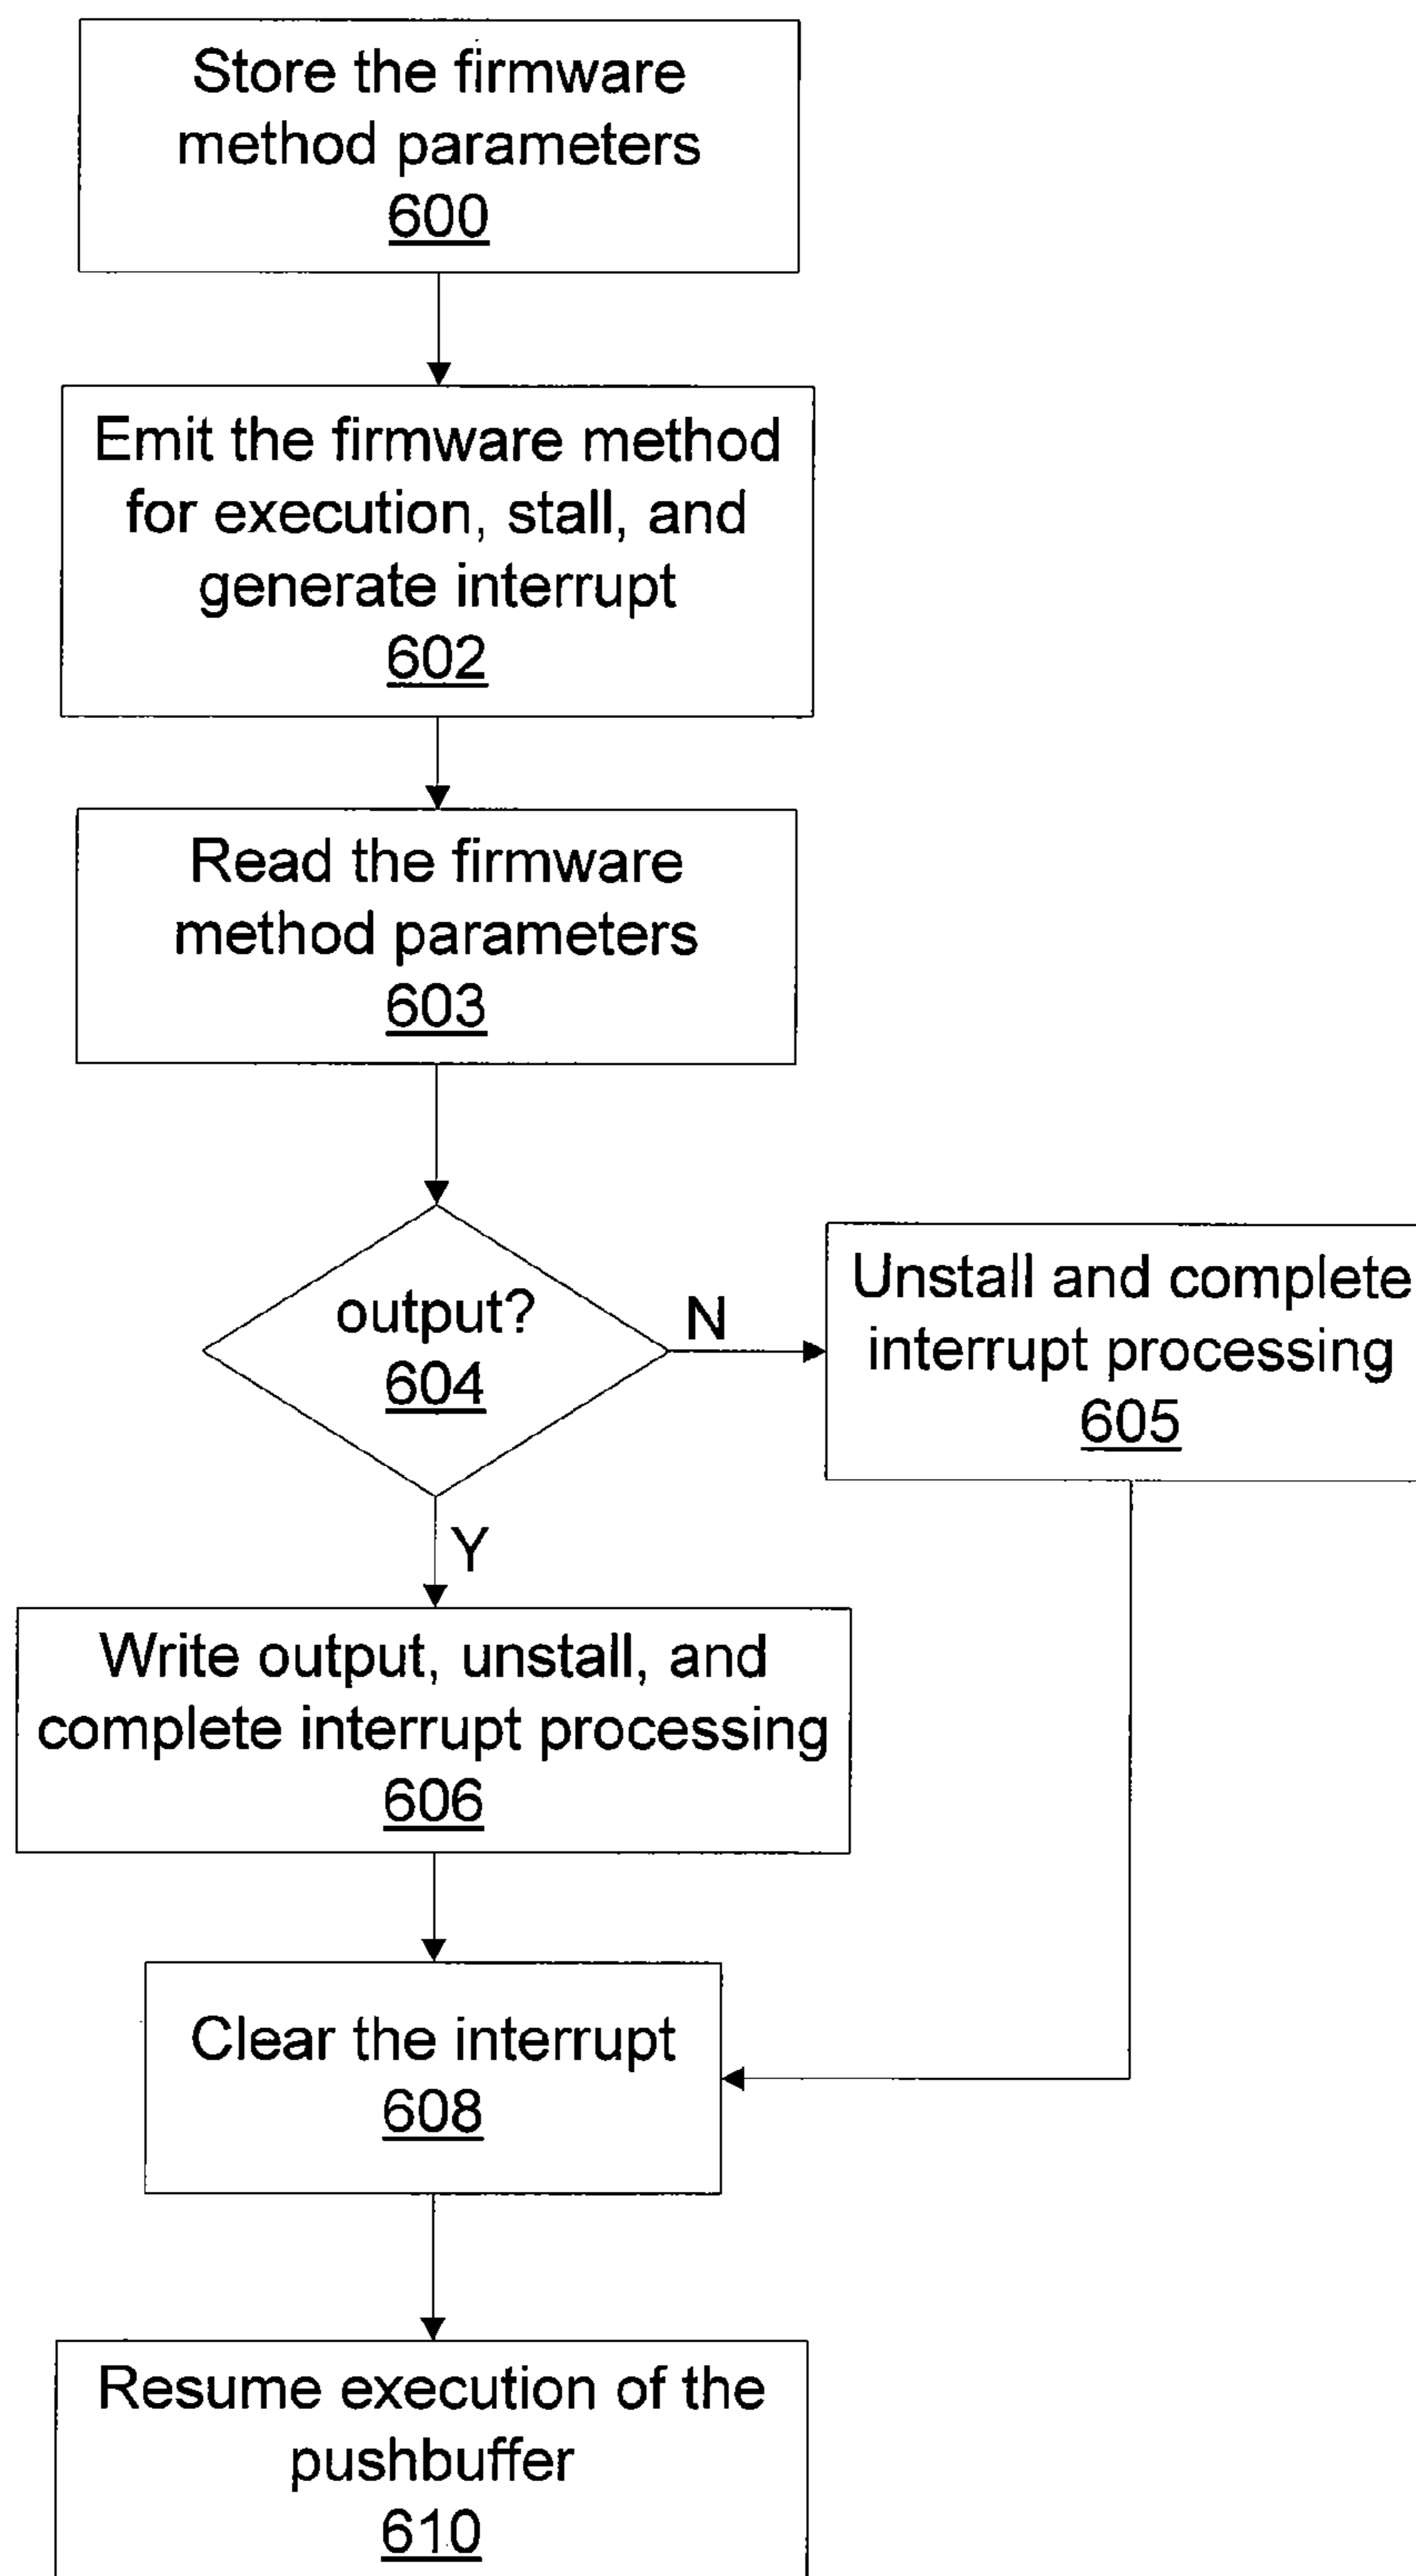 Store the firmware
method parameters
600
Emit the firmware method
for execution, stall, and
generate interrupt
602
Read the firmware
method parameters
603
output?
604
N
Unstall and complete
interrupt processing
605
Y
Write output, unstall, and
complete interrupt processing
606
Clear the interrupt
608
Resume execution of the
pushbuffer
610